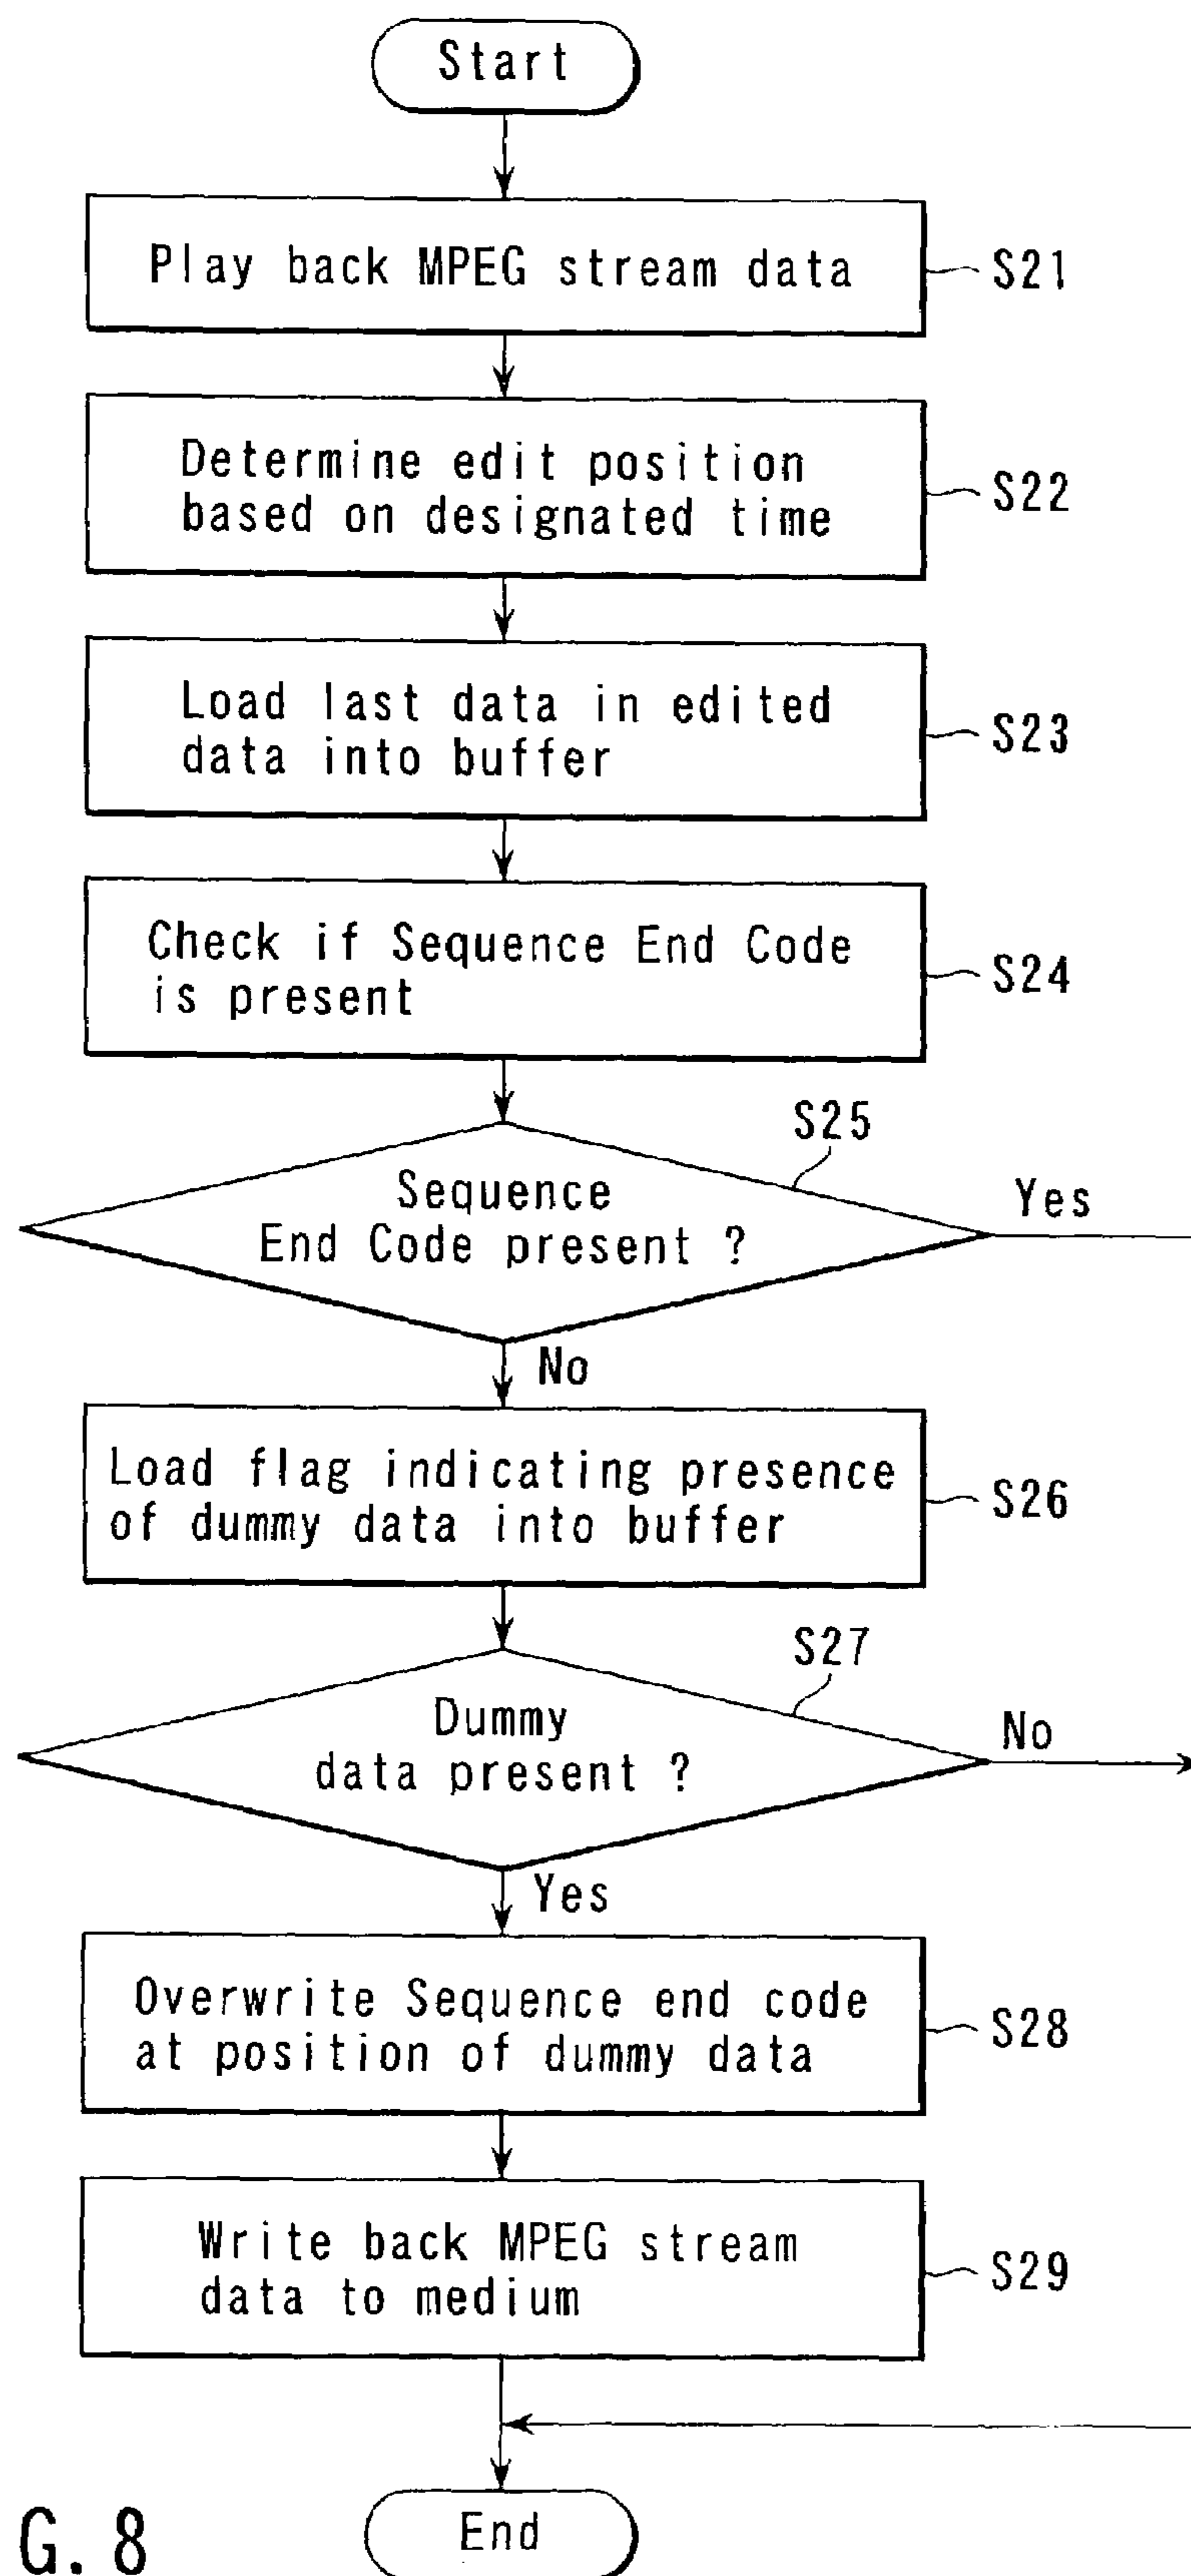 Start
Play back MPEG stream data
S21
Determine edit position
based on designated time
S22
Load last data in edited
data into buffer
S23
Check if Sequence End Code
is present
S24
S25
Sequence
End Code present ?
Yes
No
Load flag indicating presence
of dummy data into buffer
S26
S27
Dummy
data present ?
No
Yes
Overwrite Sequence end code
at position of dummy data
S28
Write back MPEG stream
data to medium
S29
End
G. 8